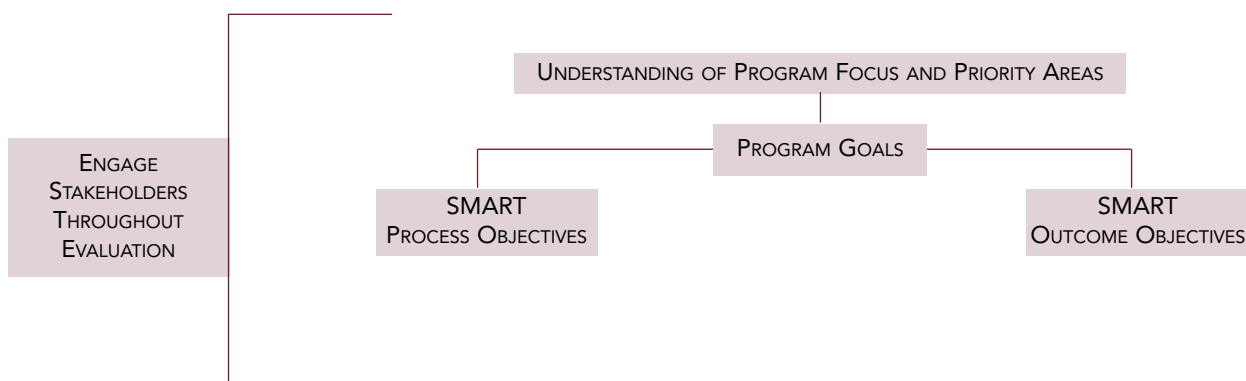 Understanding of Program Focus and Priority Areas
Program Goals
Engage
Stakeholders
Throughout
Evaluation
SMART
Process Objectives
SMART
Outcome Objectives